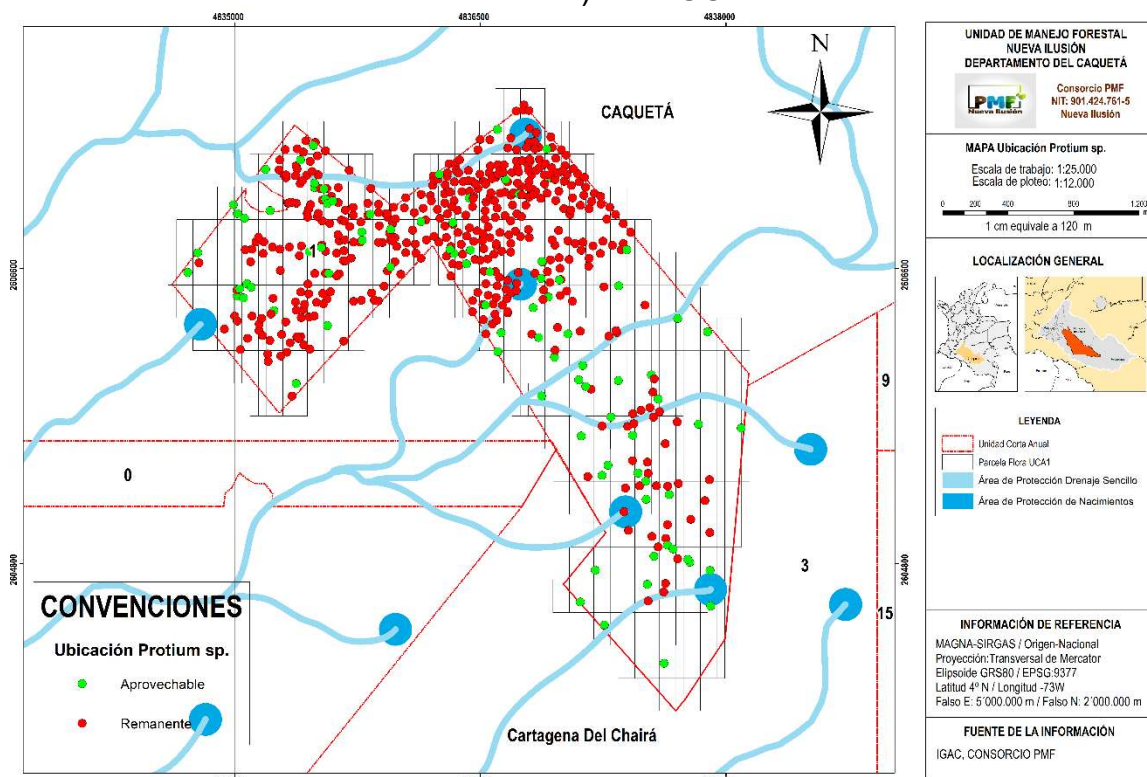 4835000
4836500
4838000
N
CAQUETÁ
2606600
2606600
1
9
0
3
15
2604800
2604800
CONVENCIONES
Ubicación Protium sp.
Aprovechable
Remanente
Cartagena Del Chairá
UNIDAD DE MANEJO FORESTAL
NUEVA ILUSIÓN
DEPARTAMENTO DEL CAQUETÁ
PMF
Nueva Ilusión
Consorcio PMF
NIT: 901.424.761-5
Nueva Ilusión
MAPA Ubicación Protium sp.
Escala de trabajo: 1:25.000
Escala de ploteo: 1:12.000
0 200 400 800 1.200
m
1 cm equivale a 120 m
LOCALIZACIÓN GENERAL
LEYENDA
Unidad Corta Anual
Parcela Flora UCA1
Área de Protección Drenaje Sencillo
Área de Protección de Nacimientos
INFORMACIÓN DE REFERENCIA
MAGNA-SIRGAS / Origen-Nacional
Proyección:Transversal de Mercator
Elipsoide GRS80 / EPSG:9377
Latitud 4º N / Longitud -73W
Falso E: 5´000.000 m / Falso N: 2´000.000 m
FUENTE DE LA INFORMACIÓN
IGAC, CONSORCIO PMF